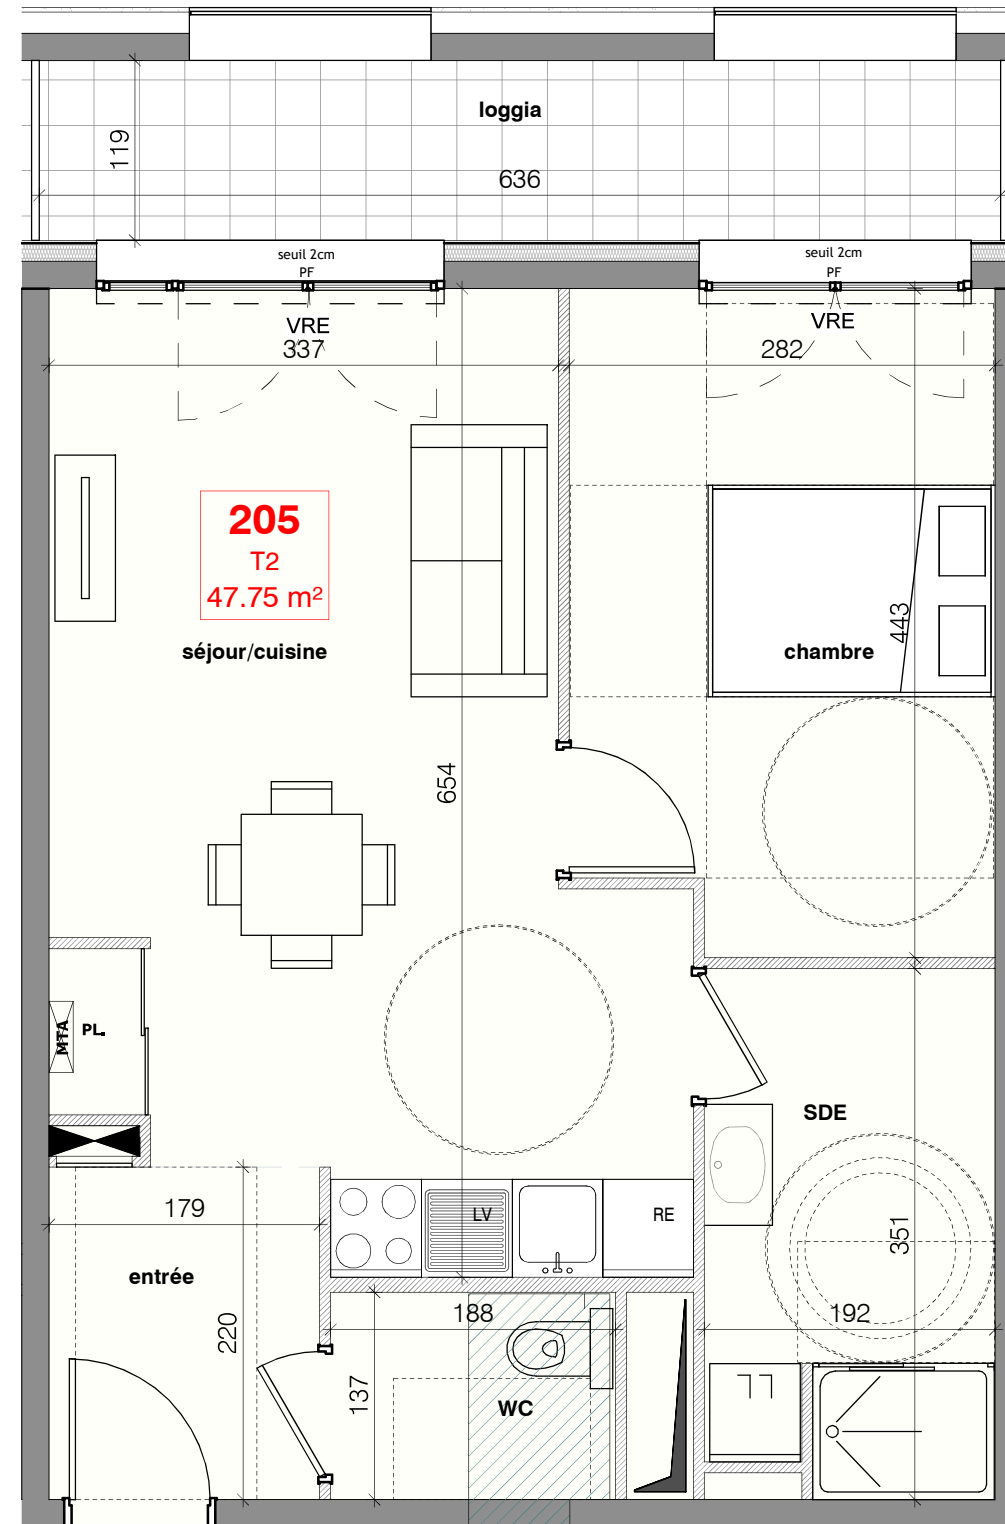 loggia
119
636
seuil 2cm
PF
seuil 2cm
PF
VRE
VRE
337
282
205
T2
47.75 m²
séjour/cuisine
443
chambre
654
MTA
PL.
SDE
179
LV
RE
351
entrée
220
188
192
137
WC